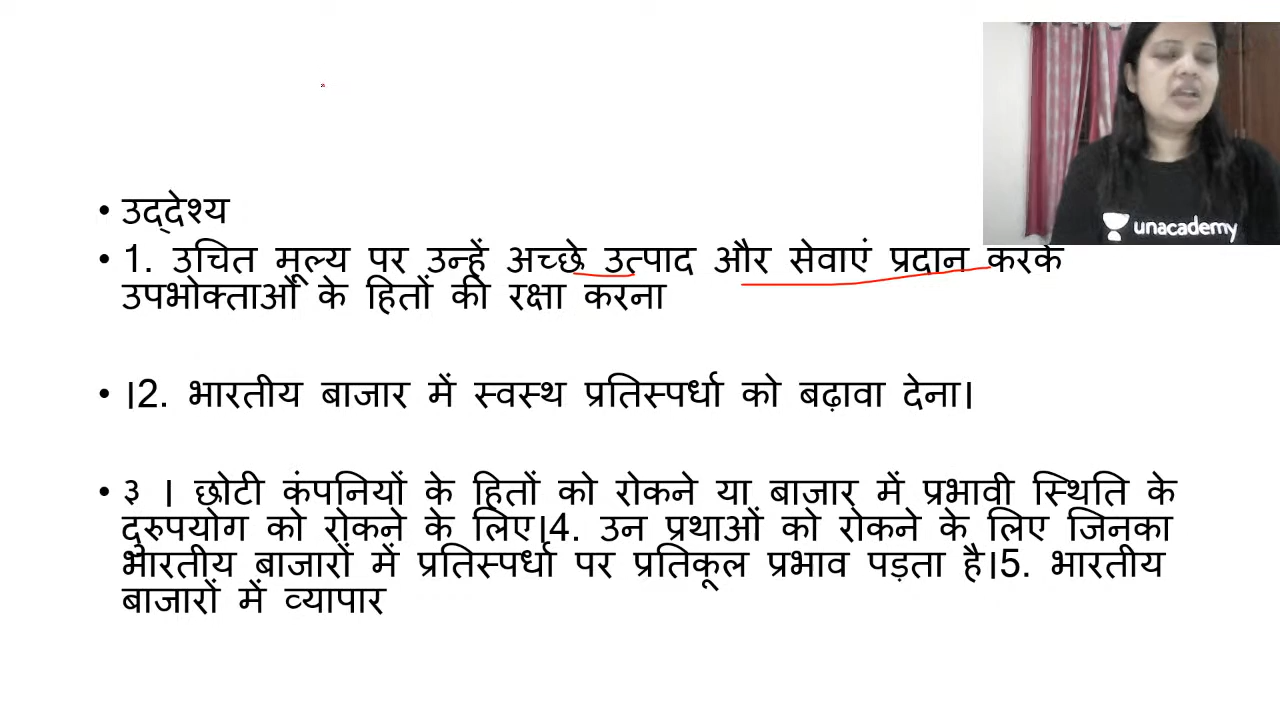 unacademy
• उद्देश्य
• 1. उचित मूल्य पर उन्हें अच्छे उत्पाद और सेवाएं प्रदान करके
उपभोक्ताओं के हितों की रक्षा करना
• ।2. भारतीय बाजार में स्वस्थ प्रतिस्पर्धा को बढ़ावा देना।
• ३ । छोटी कंपनियों के हितों को रोकने या बाजार में प्रभावी स्थिति के
दुरुपयोग को रोकने के लिए।4. उन प्रथाओं को रोकने के लिए जिनका
भारतीय बाजारों में प्रतिस्पर्धा पर प्रतिकूल प्रभाव पड़ता है।5. भारतीय
बाजारों में व्यापार